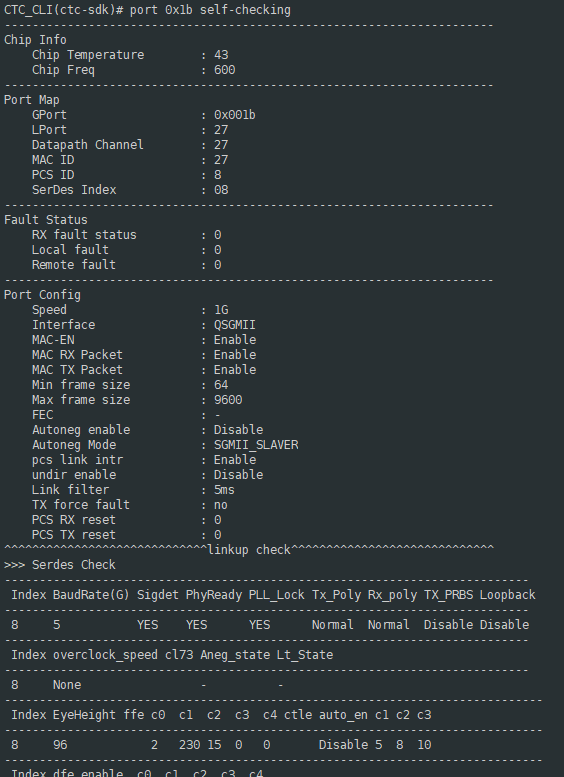 CTC_CLI(ctc-sdk)# port 0x1b self-checking
----------------------------------------------------------------------
Chip Info
    Chip Temperature        : 43
    Chip Freq               : 600
----------------------------------------------------------------------
Port Map
    GPort                   : 0x001b
    LPort                   : 27
    Datapath Channel        : 27
    MAC ID                  : 27
    PCS ID                  : 8
    SerDes Index            : 08
----------------------------------------------------------------------
Fault Status
    RX fault status         : 0
    Local fault             : 0
    Remote fault            : 0
----------------------------------------------------------------------
Port Config
    Speed                   : 1G
    Interface               : QSGMII
    MAC-EN                  : Enable
    MAC RX Packet           : Enable
    MAC TX Packet           : Enable
    Min frame size          : 64
    Max frame size          : 9600
    FEC                     : -
    Autoneg enable          : Disable
    Autoneg Mode            : SGMII_SLAVER
    pcs link intr           : Enable
    undir enable            : Disable
    Link filter             : 5ms
    TX force fault          : no
    PCS RX reset            : 0
    PCS TX reset            : 0
^^^^^^^^^^^^^^^^^^^^^^^^^^^^^linkup check^^^^^^^^^^^^^^^^^^^^^^^^^^^^^
>>> Serdes Check
---------------------------------------------------------------------------
 Index BaudRate(G) Sigdet PhyReady PLL_Lock Tx_Poly Rx_poly TX_PRBS Loopback
---------------------------------------------------------------------------
 8     5           YES    YES      YES      Normal  Normal  Disable Disable
---------------------------------------------------------------------------
 Index overclock_speed cl73 Aneg_state Lt_State
---------------------------------------------------------------------------
 8     None                 -          -
-----------------------------------------------------------------------------
 Index EyeHeight ffe c0  c1  c2  c3  c4 ctle auto_en c1 c2 c3
-----------------------------------------------------------------------------
 8     96            2   230 15  0   0       Disable 5  8  10
-----------------------------------------------------------------------------
 Index dfe enable  c0  c1  c2  c3  c4